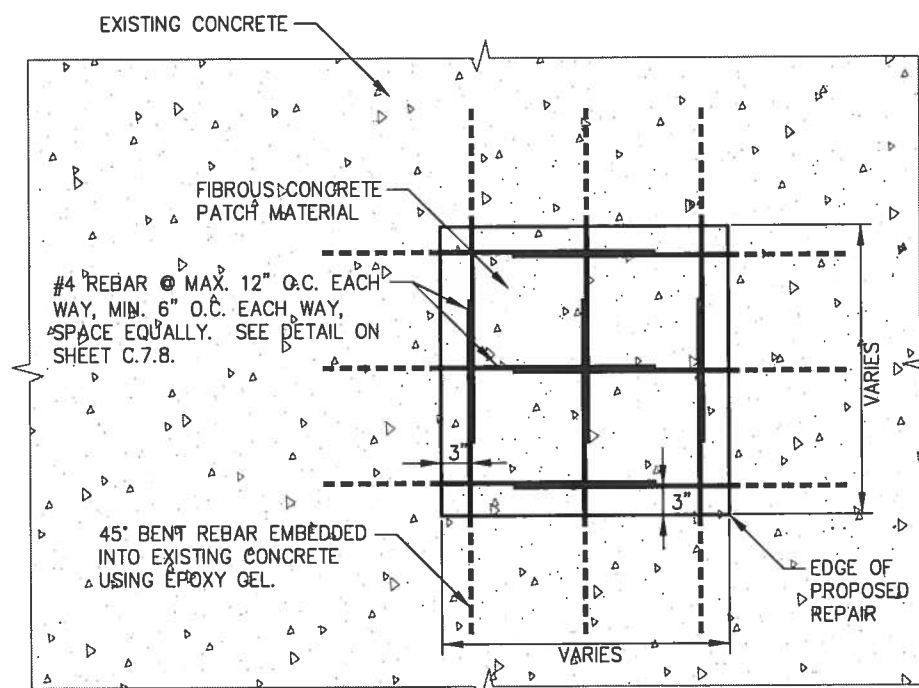 EXISTING CONCRETE
FIBROUS CONCRETE
PATCH MATERIAL
#4 REBAR @ MAX. 12" O.C. EACH
WAY, MIN. 6" O.C. EACH WAY,
SPACE EQUALLY. SEE DETAIL ON
SHEET C.7.8.
VARIES
3"
3"
45° BENT REBAR EMBEDDED
INTO EXISTING CONCRETE
USING EPOXY GEL.
EDGE OF
PROPOSED
REPAIR
VARIES